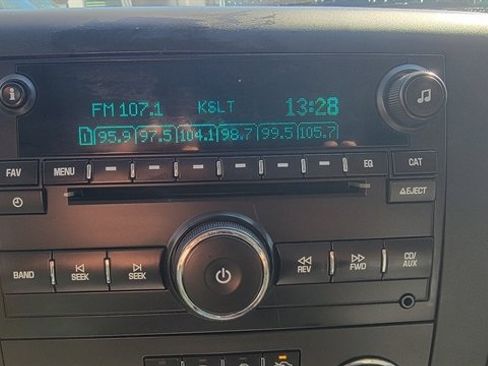 FM 107.1 KSLT 13:28
1 95.9 97.5 104.1 98.7 99.5 105.7
FAV MENU EQ CAT
EJECT
BAND SEEK SEEK REV FWD CD/
AUX